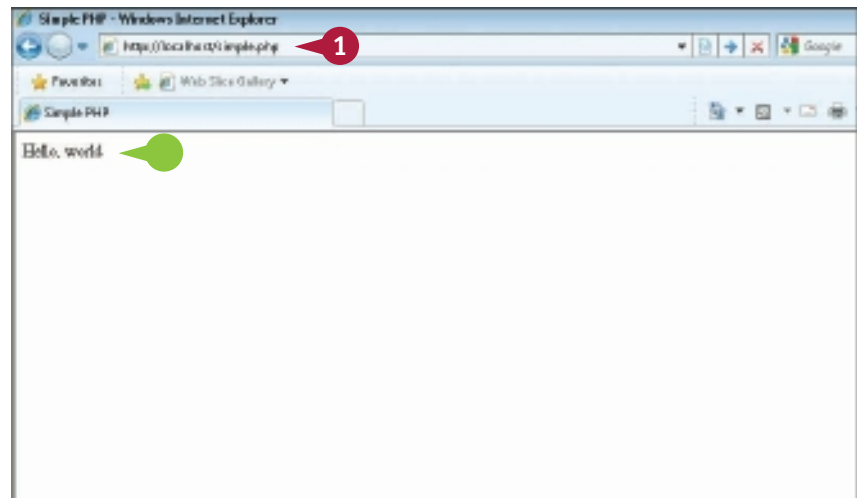 Simple PHP - Windows Internet Explorer
http://localhost/simple.php
1
Google
Favorites
Web Slice Gallery
Simple PHP
Hello, world